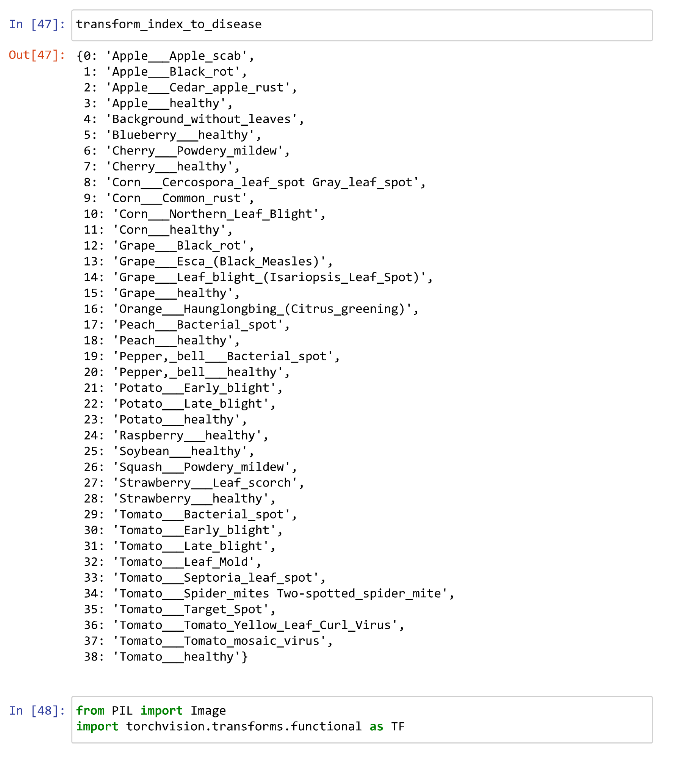 In [47]: transform_index_to_disease
Out[47]: {0: 'Apple___Apple_scab',
1: 'Apple___Black_rot',
2: 'Apple___Cedar_apple_rust',
3: 'Apple___healthy',
4: 'Background_without_leaves',
5: 'Blueberry___healthy',
6: 'Cherry___Powdery_mildew',
7: 'Cherry___healthy',
8: 'Corn___Cercospora_leaf_spot Gray_leaf_spot',
9: 'Corn___Common_rust',
10: 'Corn___Northern_Leaf_Blight',
11: 'Corn___healthy',
12: 'Grape___Black_rot',
13: 'Grape___Esca_(Black_Measles)',
14: 'Grape___Leaf_blight_(Isariopsis_Leaf_Spot)',
15: 'Grape___healthy',
16: 'Orange___Haunglongbing_(Citrus_greening)',
17: 'Peach___Bacterial_spot',
18: 'Peach___healthy',
19: 'Pepper,_bell___Bacterial_spot',
20: 'Pepper,_bell___healthy',
21: 'Potato___Early_blight',
22: 'Potato___Late_blight',
23: 'Potato___healthy',
24: 'Raspberry___healthy',
25: 'Soybean___healthy',
26: 'Squash___Powdery_mildew',
27: 'Strawberry___Leaf_scorch',
28: 'Strawberry___healthy',
29: 'Tomato___Bacterial_spot',
30: 'Tomato___Early_blight',
31: 'Tomato___Late_blight',
32: 'Tomato___Leaf_Mold',
33: 'Tomato___Septoria_leaf_spot',
34: 'Tomato___Spider_mites Two-spotted_spider_mite',
35: 'Tomato___Target_Spot',
36: 'Tomato___Tomato_Yellow_Leaf_Curl_Virus',
37: 'Tomato___Tomato_mosaic_virus',
38: 'Tomato___healthy'}
In [48]: from PIL import Image
import torchvision.transforms.functional as TF